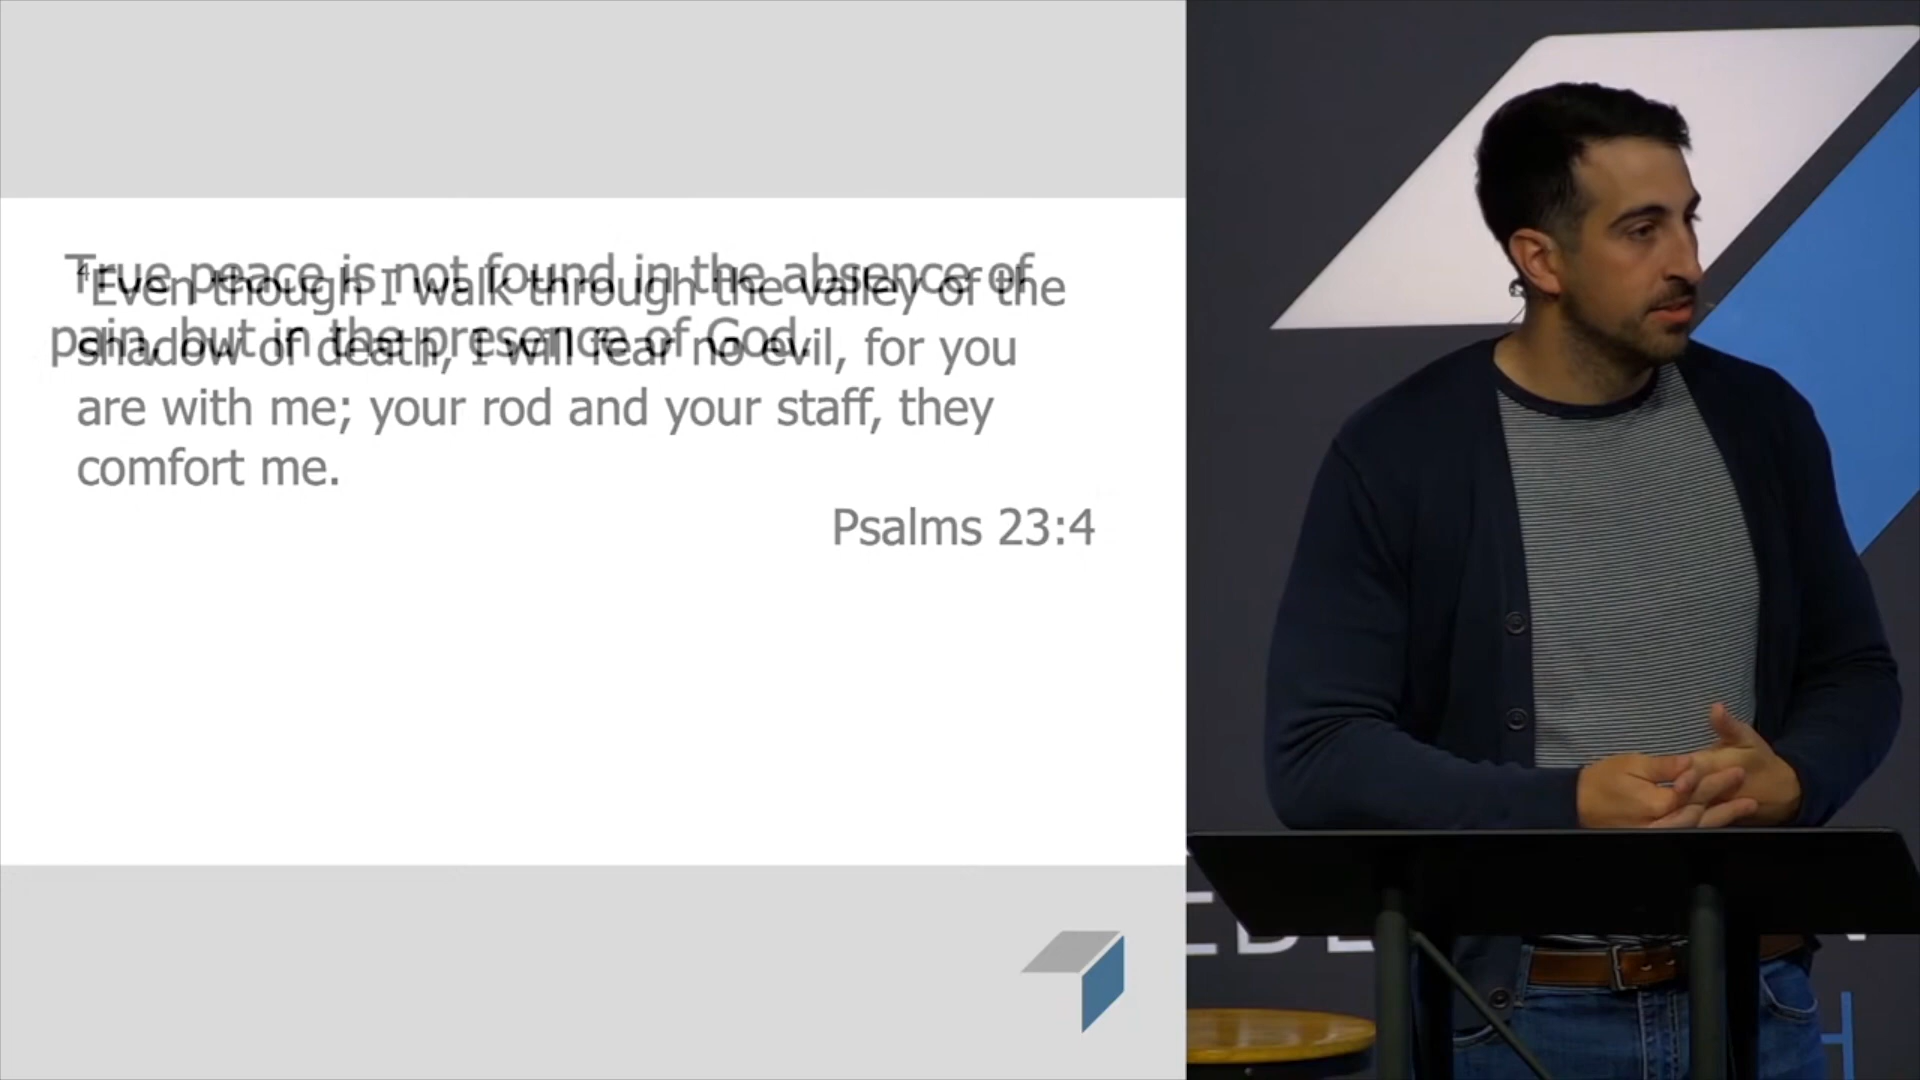 True peace is not found in the absence of
pain, but in the presence of God.
⁴Even though I walk through the valley of the
shadow of death, I will fear no evil, for you
are with me; your rod and your staff, they
comfort me.
Psalms 23:4